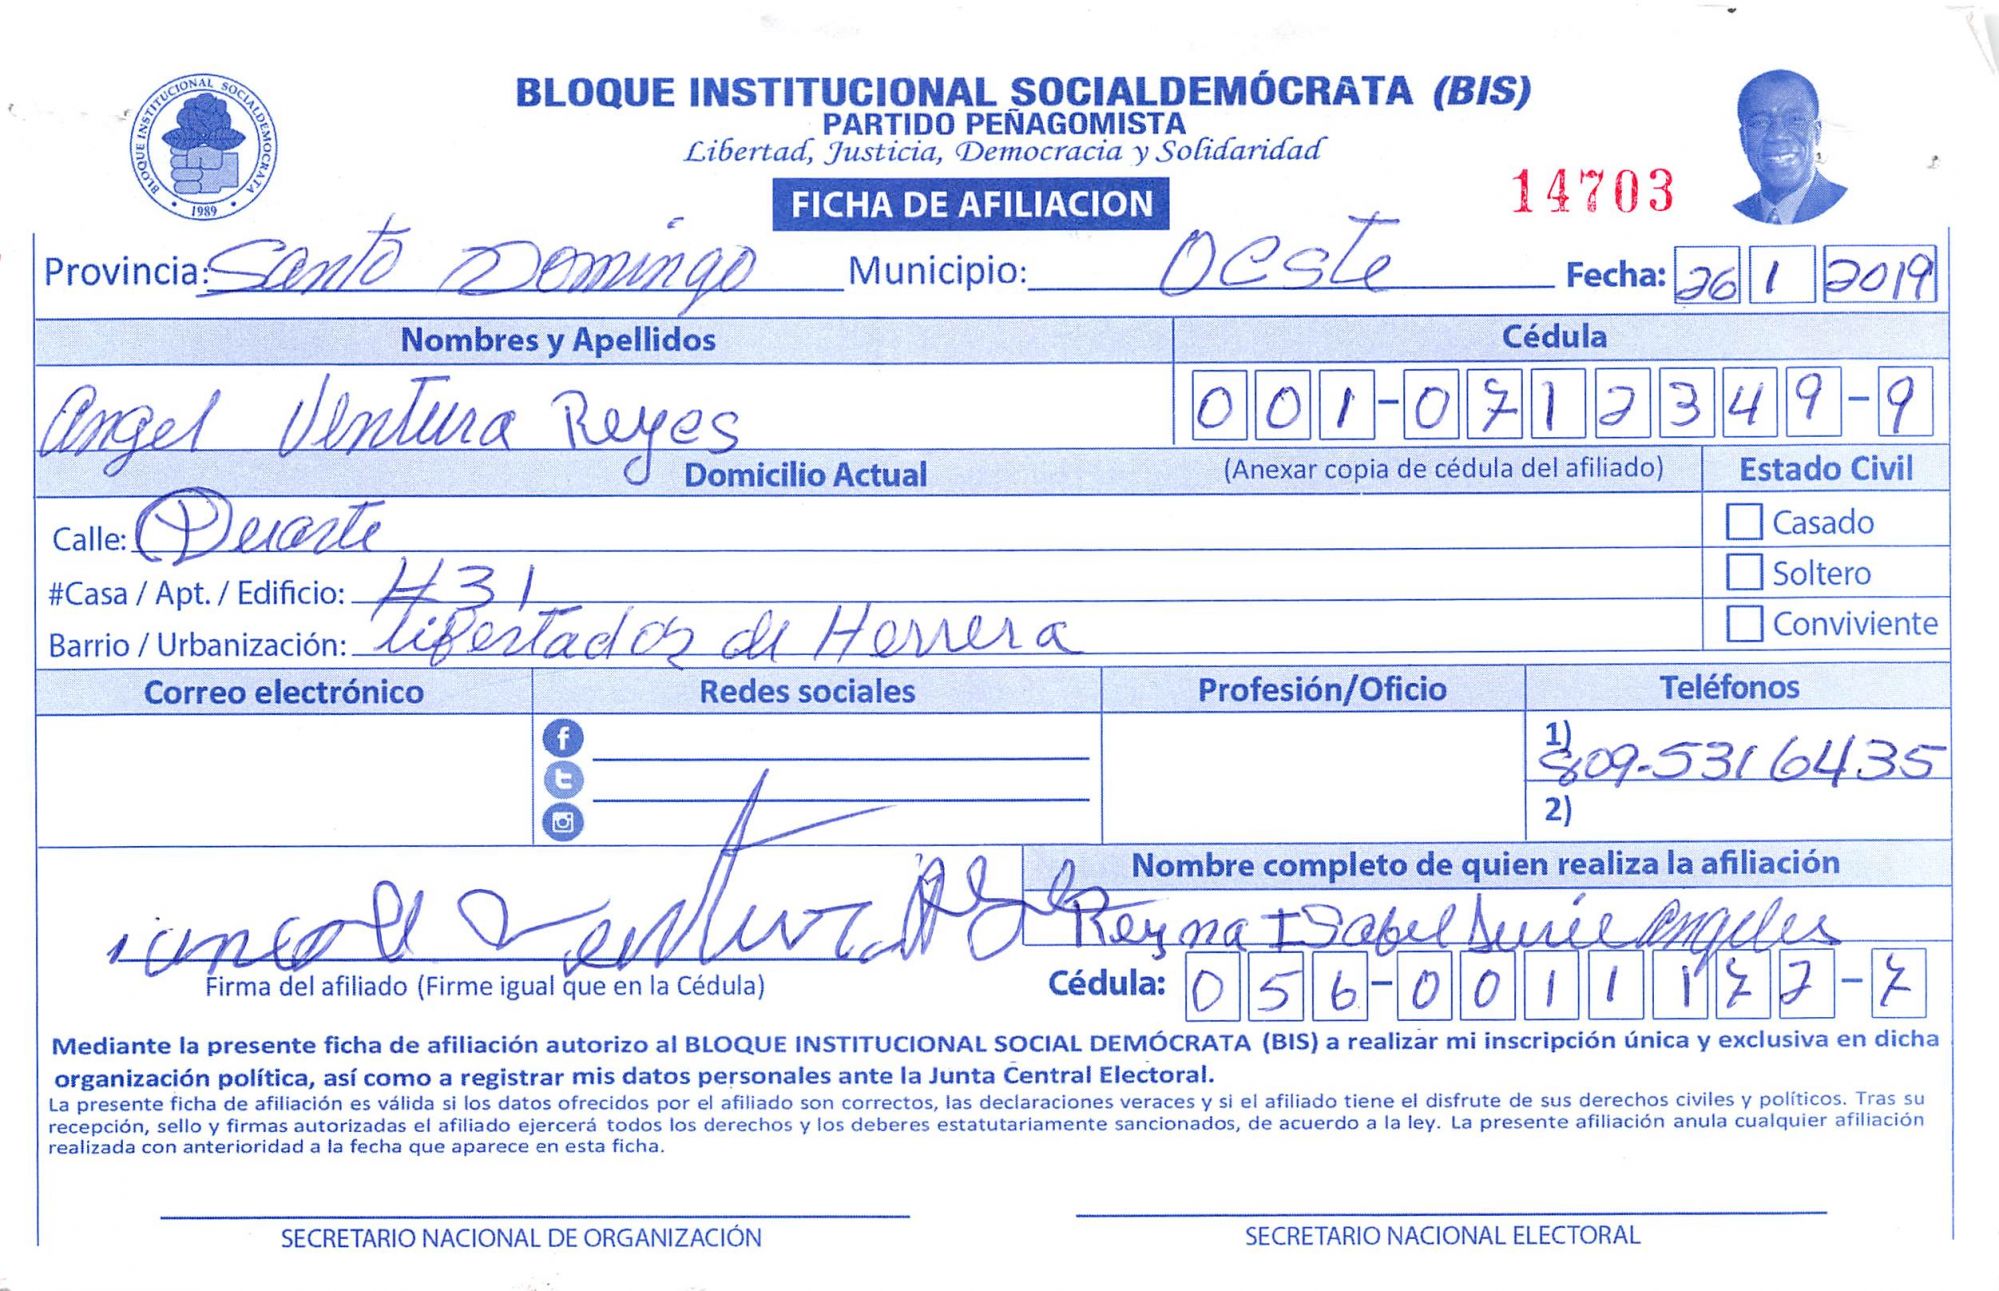 BLOQUE INSTITUCIONAL SOCIALDEMÓCRATA (BIS)
PARTIDO PEÑAGOMISTA
Libertad, Justicia, Democracia y Solidaridad
BLOQUE INSTITUCIONAL SOCIALDEMOCRATA
1989
FICHA DE AFILIACION
14703
Provincia: Santo Domingo Municipio: Oeste Fecha: 26 1 2019
Nombres y Apellidos Cédula
Angel Ventura Reyes 001-0712349-9
Domicilio Actual (Anexar copia de cédula del afiliado) Estado Civil
Calle: Duarte Casado
#Casa / Apt. / Edificio: #31 Soltero
Barrio / Urbanización: Libertador de Herrera Conviviente
Correo electrónico Redes sociales Profesión/Oficio Teléfonos
1) 809-5316435
2)
Nombre completo de quien realiza la afiliación
Reyna Isabel Angeles
Firma del afiliado (Firme igual que en la Cédula) Cédula: 056-0011172-7
Mediante la presente ficha de afiliación autorizo al BLOQUE INSTITUCIONAL SOCIAL DEMÓCRATA (BIS) a realizar mi inscripción única y exclusiva en dicha
organización política, así como a registrar mis datos personales ante la Junta Central Electoral.
La presente ficha de afiliación es válida si los datos ofrecidos por el afiliado son correctos, las declaraciones veraces y si el afiliado tiene el disfrute de sus derechos civiles y políticos. Tras su
recepción, sello y firmas autorizadas el afiliado ejercerá todos los derechos y los deberes estatutariamente sancionados, de acuerdo a la ley. La presente afiliación anula cualquier afiliación
realizada con anterioridad a la fecha que aparece en esta ficha.
SECRETARIO NACIONAL DE ORGANIZACIÓN SECRETARIO NACIONAL ELECTORAL